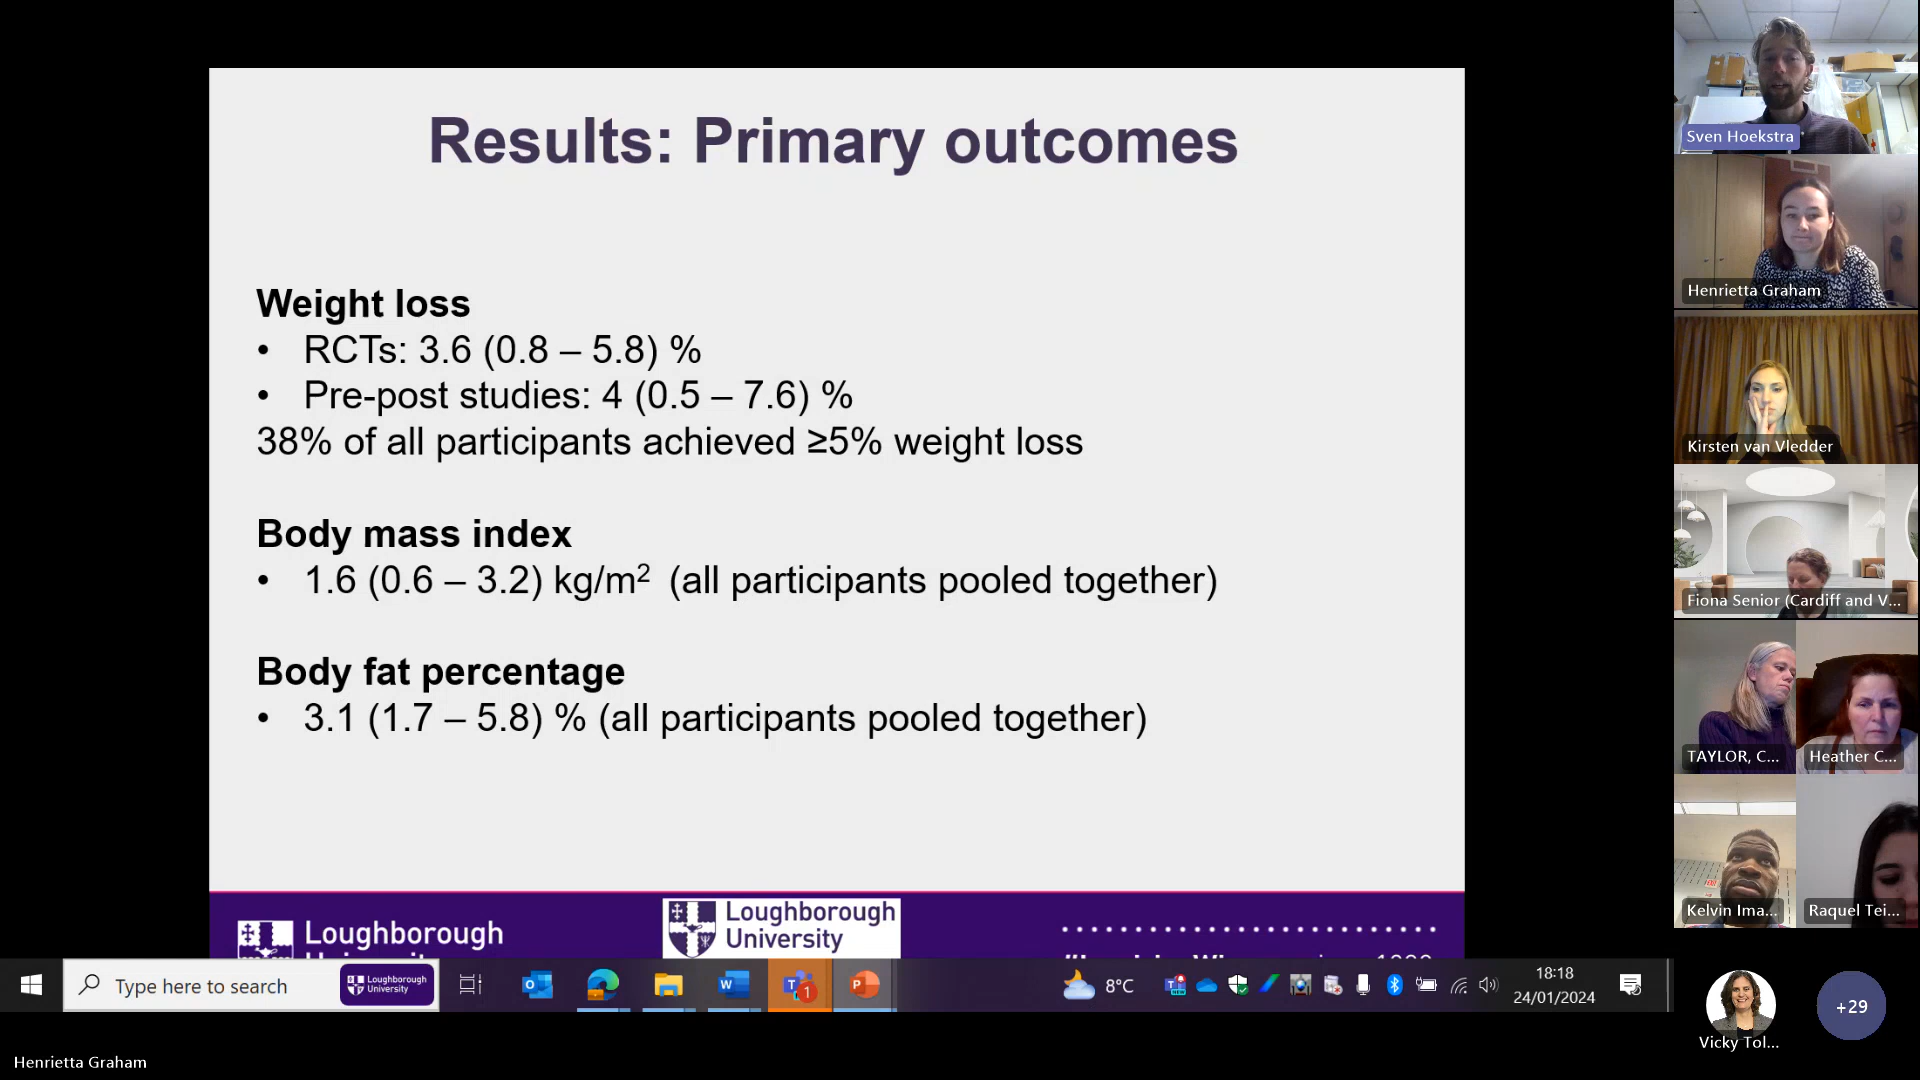 Results: Primary outcomes
Weight loss
• RCTs: 3.6 (0.8 – 5.8) %
• Pre-post studies: 4 (0.5 – 7.6) %
38% of all participants achieved ≥5% weight loss
Body mass index
• 1.6 (0.6 – 3.2) kg/m² (all participants pooled together)
Body fat percentage
• 3.1 (1.7 – 5.8) % (all participants pooled together)
Loughborough
Loughborough
University
Type here to search
Loughborough
University
1
8°C
18:18
24/01/2024
Henrietta Graham
Sven Hoekstra
Henrietta Graham
Kirsten van Vledder
Fiona Senior (Cardiff and V...
TAYLOR, C...
Heather C...
Kelvin Ima...
Raquel Tei...
Vicky Tol...
+29